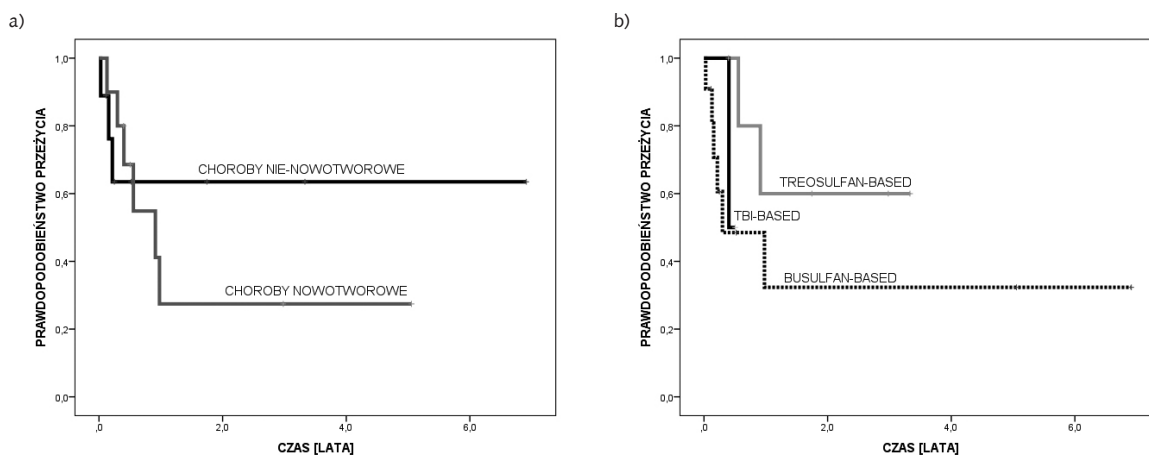 a)
PRAWDOPODOBIEŃSTWO PRZEŻYCIA
1,0
0,8
0,6
0,4
0,2
0,0
CHOROBY NIE-NOWOTWOROWE
CHOROBY NOWOTWOROWE
,0
2,0
4,0
6,0
CZAS [LATA]
b)
PRAWDOPODOBIEŃSTWO PRZEŻYCIA
1,0
0,8
0,6
0,4
0,2
0,0
TREOSULFAN-BASED
TBI-BASED
BUSULFAN-BASED
,0
2,0
4,0
6,0
CZAS [LATA]